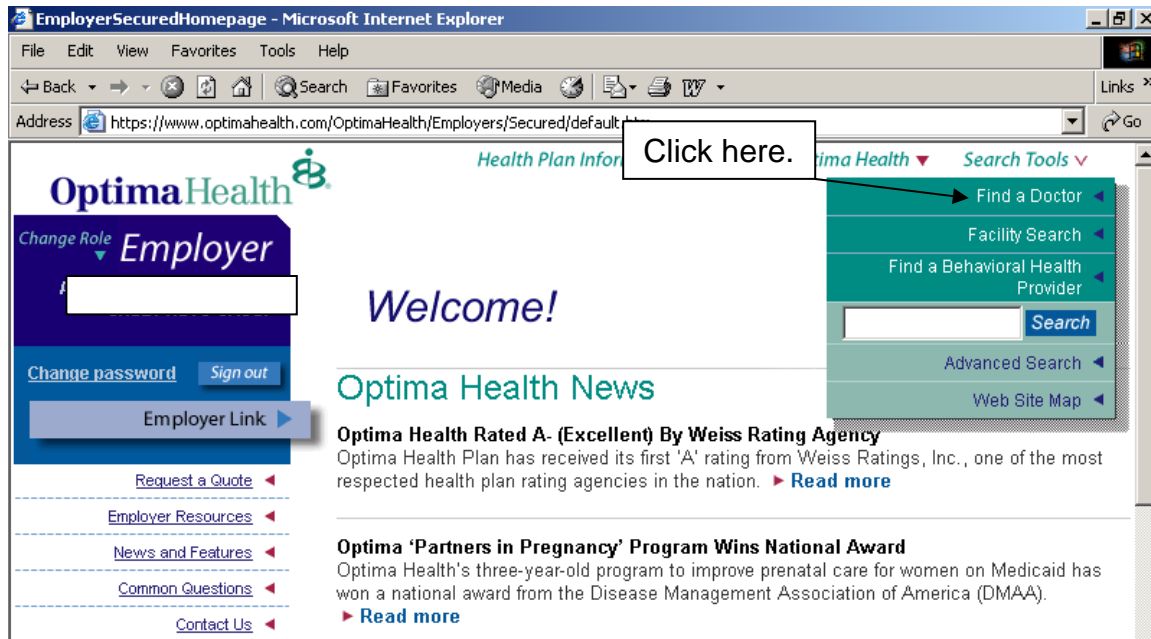 EmployerSecuredHomepage - Microsoft Internet Explorer
File Edit View Favorites Tools Help
Back Search Favorites Media Links »
Address https://www.optimahealth.com/OptimaHealth/Employers/Secured/default Go
Click here.
Health Plan Health Search Tools
OptimaHealth
Find a Doctor
Change Role Employer
Facility Search
Find a Behavioral Health
Provider
Welcome!
Search
Change password Sign out
Advanced Search
Optima Health News
Web Site Map
Employer Link
Optima Health Rated A- (Excellent) By Weiss Rating Agency
Optima Health Plan has received its first 'A' rating from Weiss Ratings, Inc., one of the most
respected health plan rating agencies in the nation. Read more
Request a Quote
Employer Resources
News and Features
Common Questions
Contact Us
Optima ‘Partners in Pregnancy’ Program Wins National Award
Optima Health's three-year-old program to improve prenatal care for women on Medicaid has
won a national award from the Disease Management Association of America (DMAA).
Read more